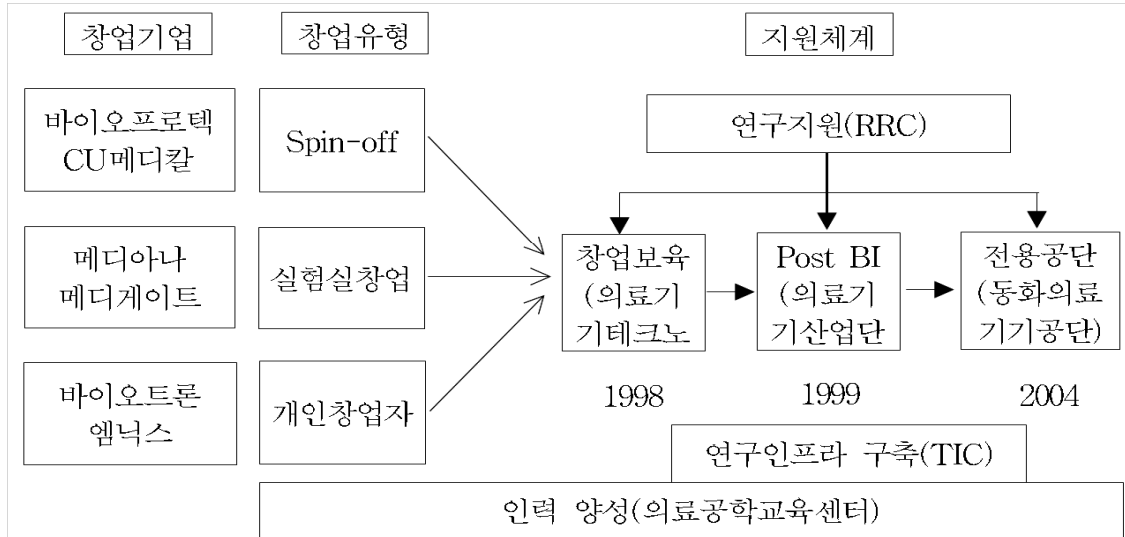 창업기업
창업유형
지원체계
바이오프로텍
CU메디칼
Spin-off
연구지원(RRC)
메디아나
메디게이트
실험실창업
창업보육
(의료기
기테크노
Post BI
(의료기
기산업단
전용공단
(동화의료
기기공단)
바이오트론
엠닉스
개인창업자
1998
1999
2004
연구인프라 구축(TIC)
인력 양성(의료공학교육센터)